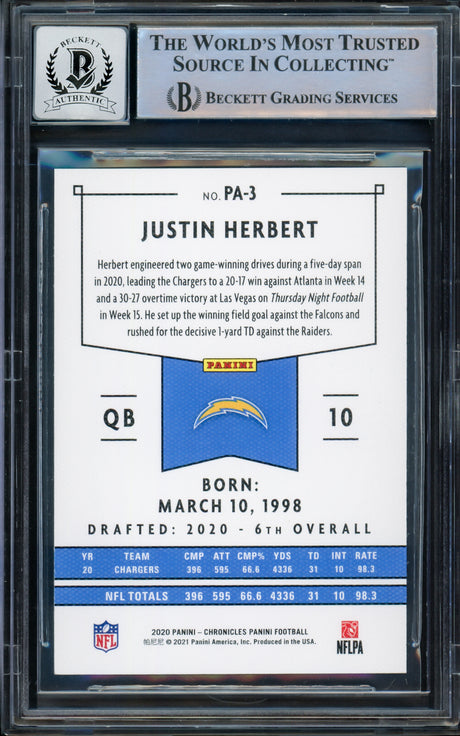 BECKETT
B
AUTHENTIC
THE WORLD'S MOST TRUSTED
SOURCE IN COLLECTING™
B BECKETT GRADING SERVICES
NO. PA-3
JUSTIN HERBERT
Herbert engineered two game-winning drives during a five-day span
in 2020, leading the Chargers to a 20-17 win against Atlanta in Week 14
and a 30-27 overtime victory at Las Vegas on Thursday Night Football
in Week 15. He set up the winning field goal against the Falcons and
rushed for the decisive 1-yard TD against the Raiders.
PANINI
QB 10
BORN:
MARCH 10, 1998
DRAFTED: 2020 - 6TH OVERALL
YR TEAM CMP ATT CMP% YDS TD INT RATE
20 CHARGERS 396 595 66.6 4336 31 10 98.3
NFL TOTALS 396 595 66.6 4336 31 10 98.3
NFL
2020 PANINI – CHRONICLES PANINI FOOTBALL
帕尼尼 © 2021 Panini America, Inc. Produced in the USA.
NFLPA